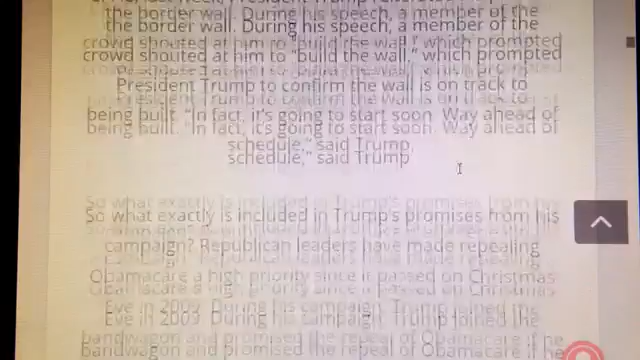 the border wall. During his speech, a member of the
crowd shouted at him to "build the wall," which prompted
President Trump to confirm the wall is on track to
being built. "In fact, it's going to start soon. Way ahead of
schedule," said Trump.
So what exactly is included in Trump's promises from his
campaign? Republican leaders have made repealing
Obamacare a high priority since it passed on Christmas
Eve in 2009. During his campaign, Trump joined the
bandwagon and promised the repeal of Obamacare if he